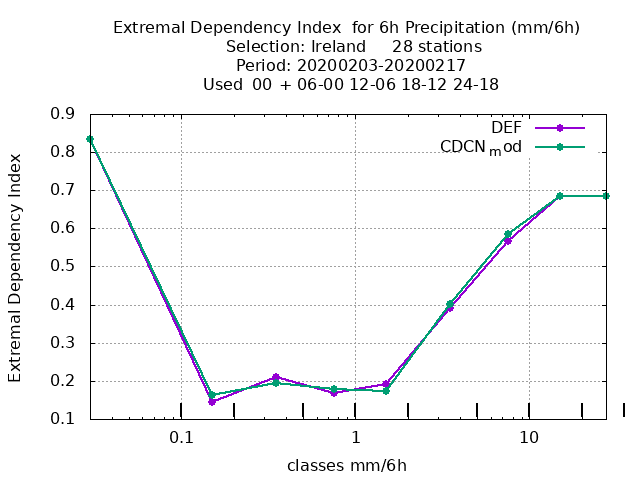 Extremal Dependency Index  for 6h Precipitation (mm/6h)
Selection: Ireland     28 stations
Period: 20200203-20200217
Used  00  + 06-00 12-06 18-12 24-18
DEF
CDCNmod
0.9
0.8
0.7
0.6
0.5
0.4
0.3
0.2
0.1
Extremal Dependency Index
0.1
1
10
classes mm/6h